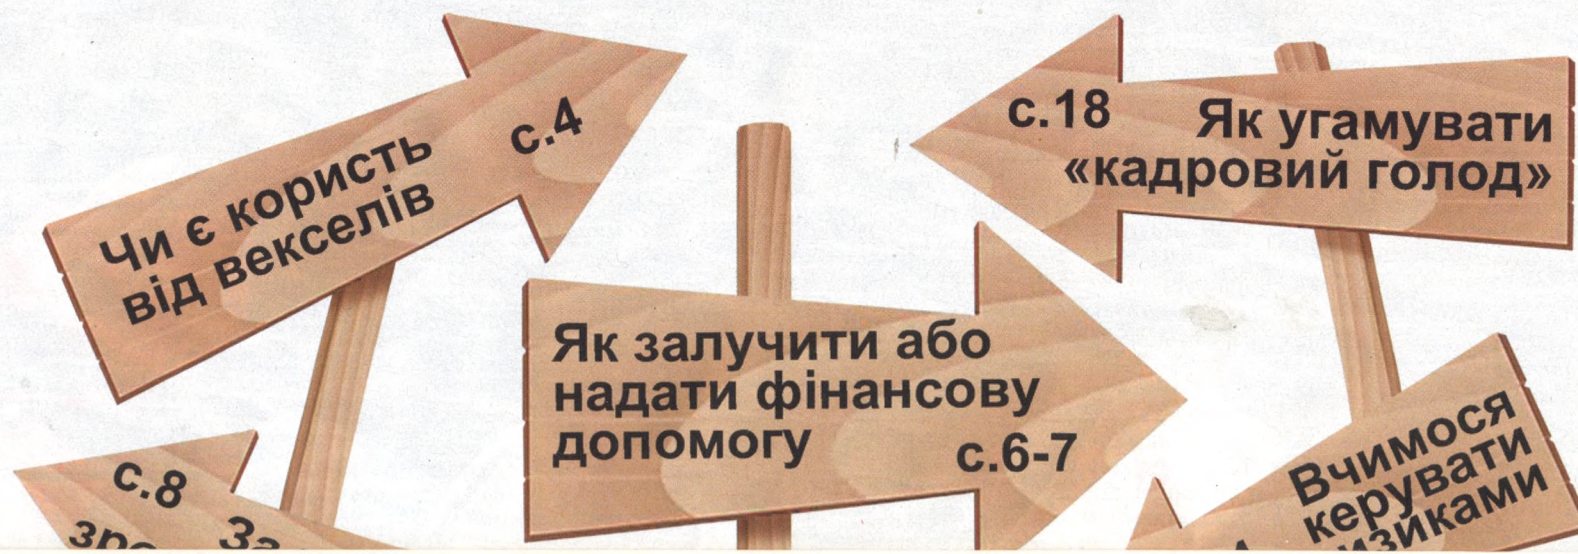 Чи є користь
від векселів
с.4
с.18
Як угамувати
«кадровий голод»
Як залучити або
надати фінансову
допомогу
с.6-7
с.8
Вчимося
керувати